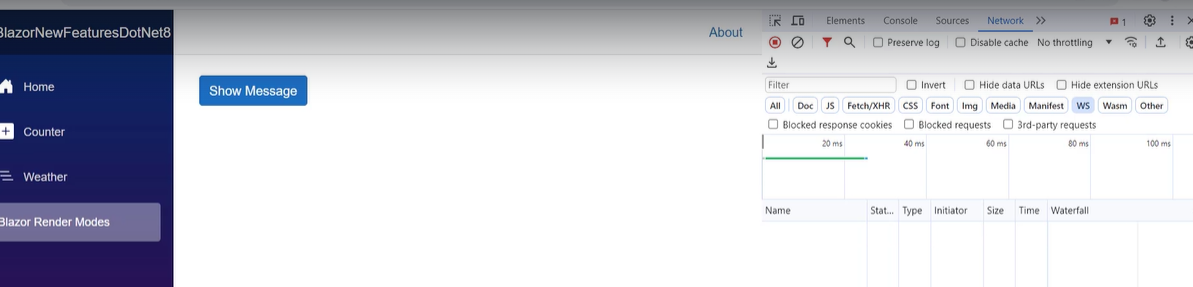 BlazorNewFeaturesDotNet8
Home
Counter
Weather
Blazor Render Modes
About
Show Message
Elements Console Sources Network 1
Preserve log Disable cache No throttling
Filter Invert Hide data URLs Hide extension URLs
All Doc JS Fetch/XHR CSS Font Img Media Manifest WS Wasm Other
Blocked response cookies Blocked requests 3rd-party requests
20 ms 40 ms 60 ms 80 ms 100 ms
Name Stat... Type Initiator Size Time Waterfall